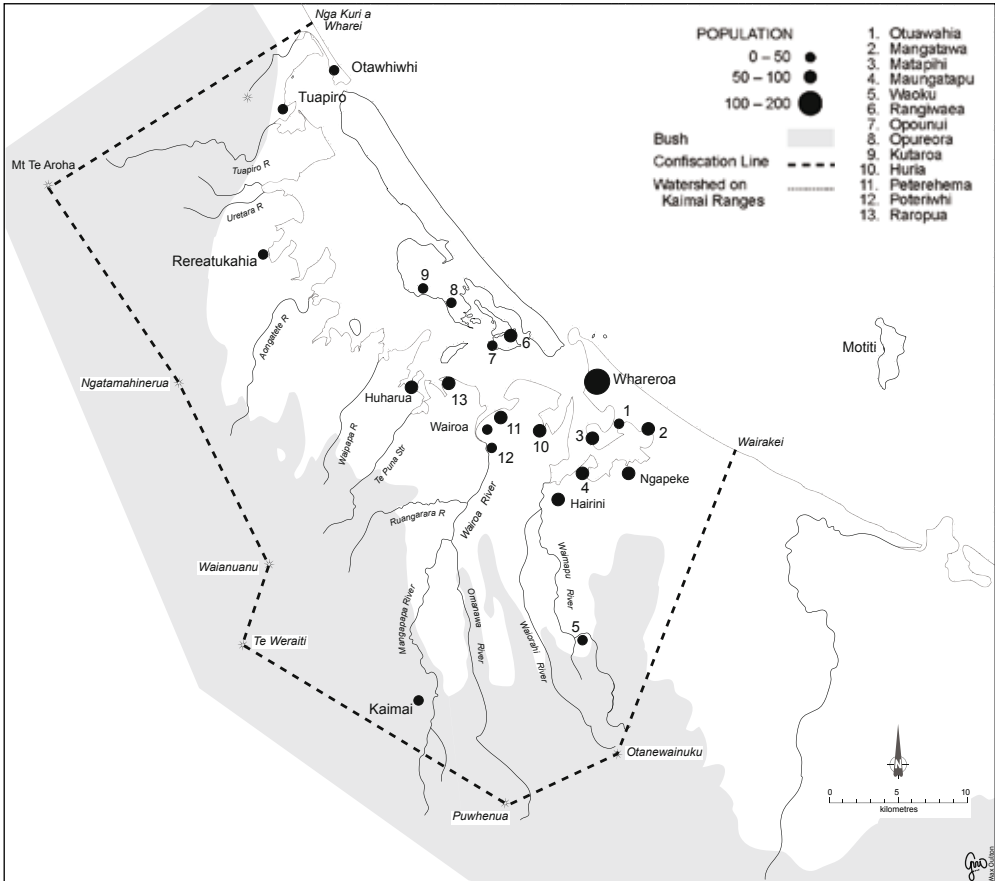 Nga Kuri a
Wharei
Otawhiwhi
Tuapiro
Mt Te Aroha
Tuapiro R
Uretara R
Rereatukahia
Aongatete R
Ngatamahinerua
9
8
6
7
Huharua
13
Waipapa R
Te Puna Str
Wairoa
11
12
10
Whareroa
1
2
3
4
Ngapeke
Hairini
Motiti
Wairakei
Ruangarara R
Wairoa River
Waianuanu
Te Weraiti
Mangapapa River
Omanawa River
Waiorahi River
Waimapu River
5
Kaimai
Otanewainuku
Puwhenua
POPULATION
0 – 50
50 – 100
100 – 200
Bush
Confiscation Line
Watershed on
Kaimai Ranges
1. Otuawahia
2. Mangatawa
3. Matapihi
4. Maungatapu
5. Waoku
6. Rangiwaea
7. Opounui
8. Opureora
9. Kutaroa
10. Huria
11. Peterehema
12. Poteriwhi
13. Raropua
N
0 5 10
kilometres
Max Oulton